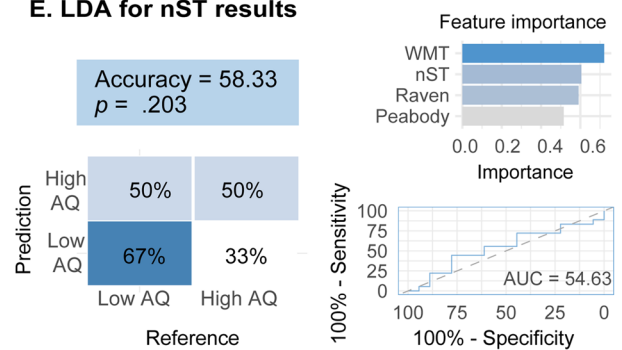 E. LDA for nST results
Accuracy = 58.33
p = .203
Prediction
High
AQ
50%
50%
Low
AQ
67%
33%
Low AQ
High AQ
Reference
Feature importance
WMT
nST
Raven
Peabody
0.0 0.2 0.4 0.6
Importance
100% - Sensitivity
100
75
50
25
0
AUC = 54.63
100 75 50 25 0
100% - Specificity